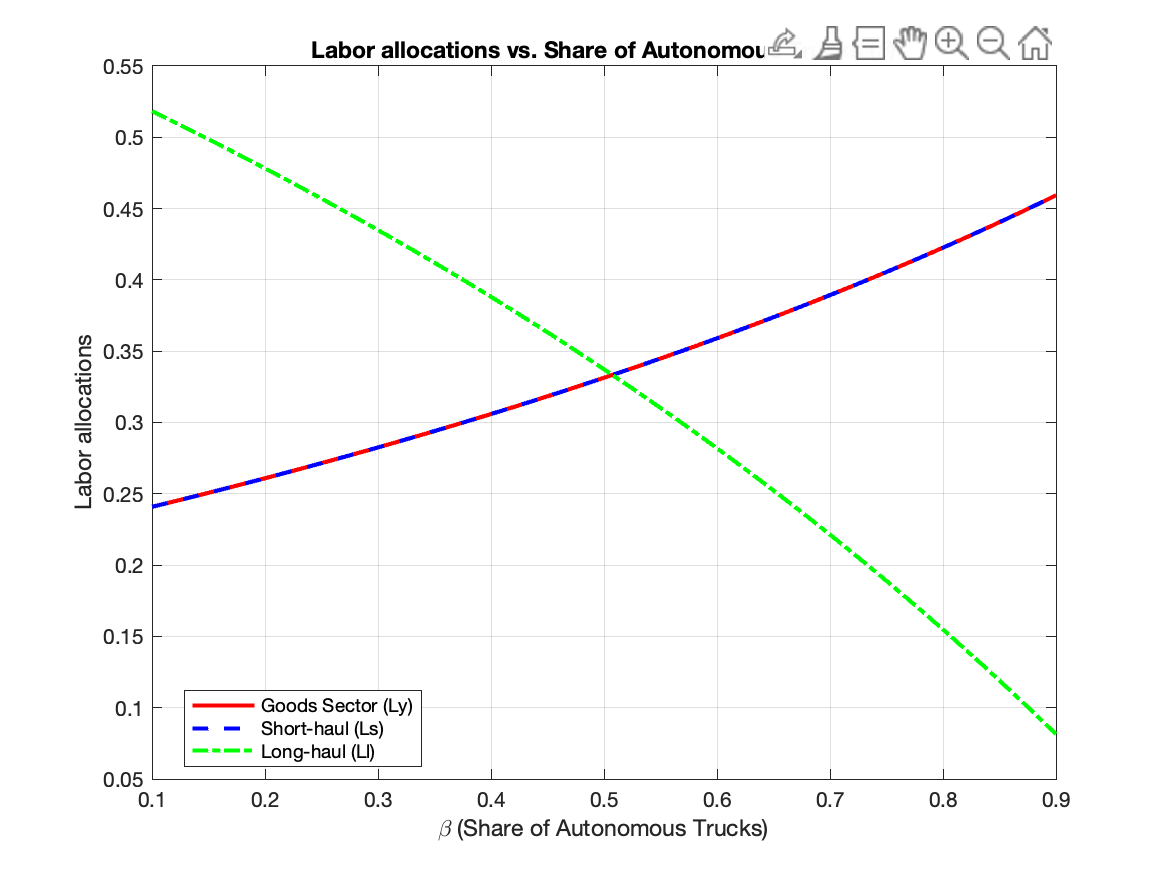 Labor allocations vs. Share of Autonomou
0.55
0.5
0.45
0.4
0.35
0.3
0.25
0.2
0.15
0.1
0.05
Labor allocations
Goods Sector (Ly)
Short-haul (Ls)
Long-haul (Ll)
0.1 0.2 0.3 0.4 0.5 0.6 0.7 0.8 0.9
β (Share of Autonomous Trucks)